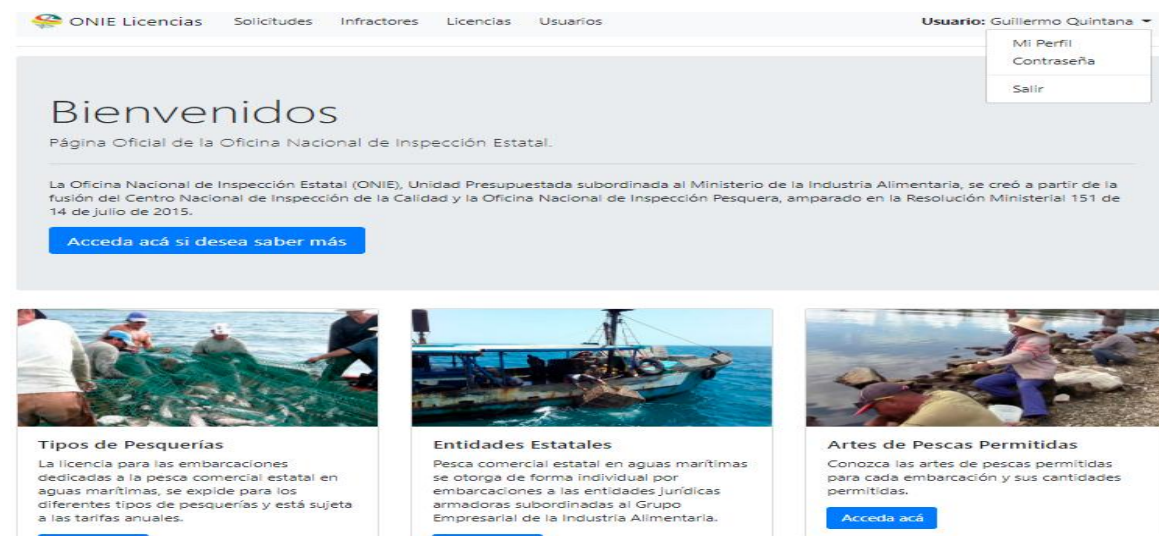 ONIE Licencias Solicitudes Infractores Licencias Usuarios Usuario: Guillermo Quintana
Mi Perfil
Contraseña
Salir
Bienvenidos
Página Oficial de la Oficina Nacional de Inspección Estatal.
La Oficina Nacional de Inspección Estatal (ONIE), Unidad Presupuestada subordinada al Ministerio de la Industria Alimentaria, se creó a partir de la
fusión del Centro Nacional de Inspección de la Calidad y la Oficina Nacional de Inspección Pesquera, amparado en la Resolución Ministerial 151 de
14 de julio de 2015.
Acceda acá si desea saber más
Tipos de Pesquerías
La licencia para las embarcaciones
dedicadas a la pesca comercial estatal en
aguas marítimas, se expide para los
diferentes tipos de pesquerías y está sujeta
a las tarifas anuales.
Entidades Estatales
Pesca comercial estatal en aguas marítimas
se otorga de forma individual por
embarcaciones a las entidades jurídicas
armadoras subordinadas al Grupo
Empresarial de la Industria Alimentaria.
Artes de Pescas Permitidas
Conozca las artes de pescas permitidas
para cada embarcación y sus cantidades
permitidas.
Acceda acá